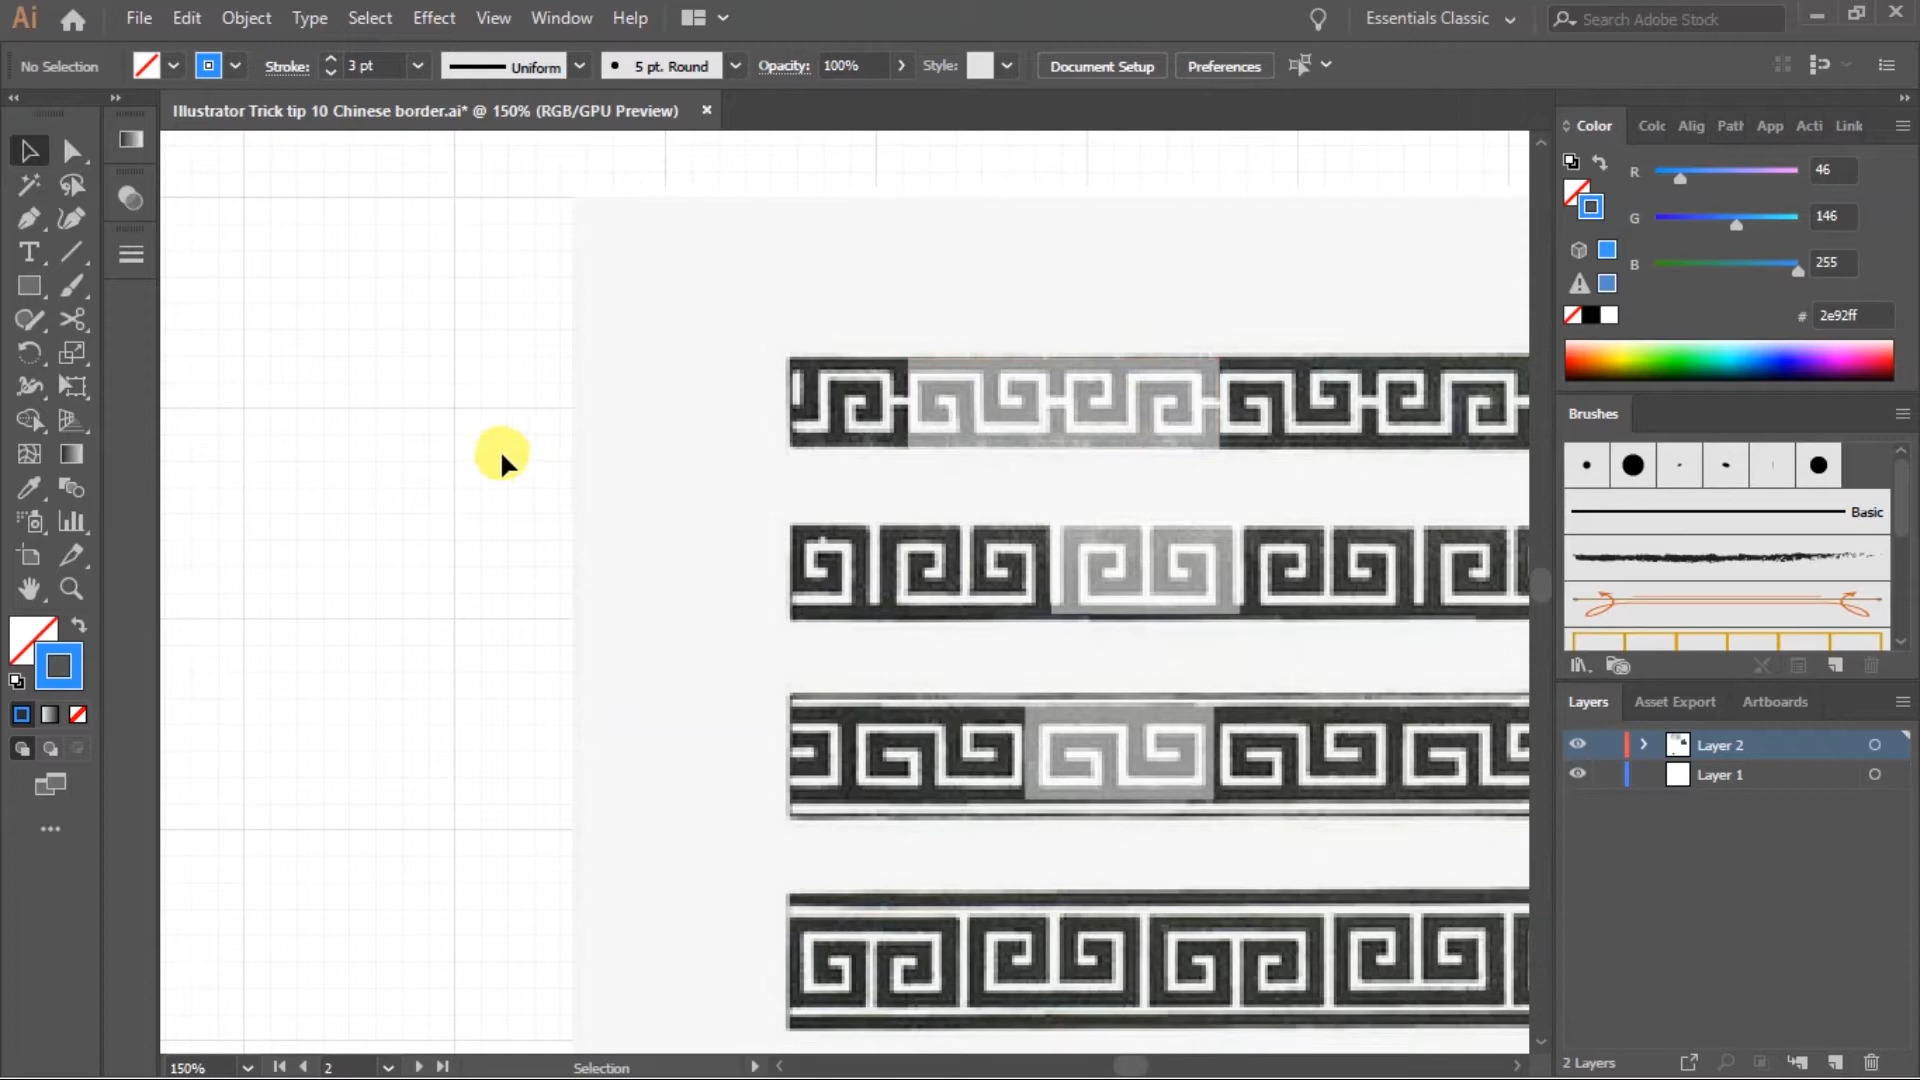 Ai File Edit Object Type Select Effect View Window Help Essentials Classic Search Adobe Stock
No Selection Stroke: 3 pt Uniform 5 pt. Round Opacity: 100% Style: Document Setup Preferences
Illustrator Trick tip 10 Chinese border.ai* @ 150% (RGB/GPU Preview)
Color Colc Alig Path App Acti Link
R 46
G 146
B 255
# 2e92ff
Brushes
Basic
Layers Asset Export Artboards
Layer 2
Layer 1
2 Layers
150% 2 Selection